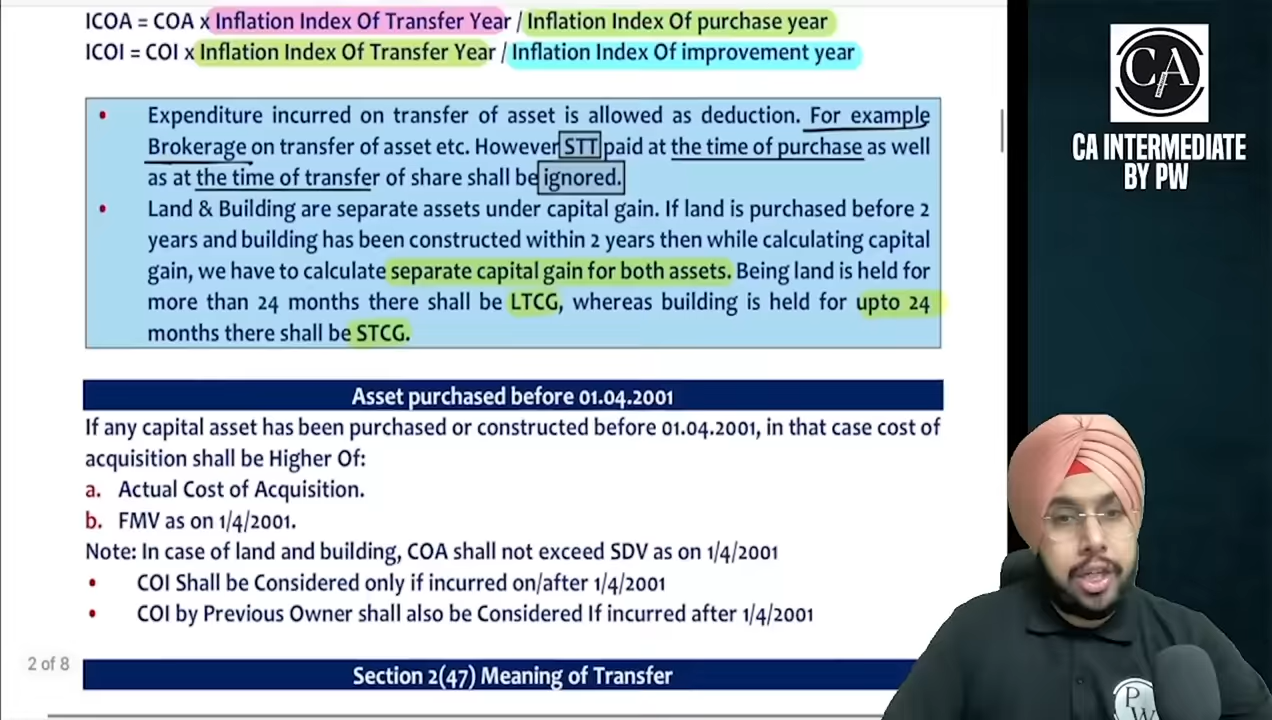 ICOA = COA x Inflation Index Of Transfer Year / Inflation Index Of purchase year
ICOI = COI x Inflation Index Of Transfer Year / Inflation Index Of improvement year
• Expenditure incurred on transfer of asset is allowed as deduction. For example
Brokerage on transfer of asset etc. However STT paid at the time of purchase as well
as at the time of transfer of share shall be ignored.
• Land & Building are separate assets under capital gain. If land is purchased before 2
years and building has been constructed within 2 years then while calculating capital
gain, we have to calculate separate capital gain for both assets. Being land is held for
more than 24 months there shall be LTCG, whereas building is held for upto 24
months there shall be STCG.
Asset purchased before 01.04.2001
If any capital asset has been purchased or constructed before 01.04.2001, in that case cost of
acquisition shall be Higher Of:
a. Actual Cost of Acquisition.
b. FMV as on 1/4/2001.
Note: In case of land and building, COA shall not exceed SDV as on 1/4/2001
• COI Shall be Considered only if incurred on/after 1/4/2001
• COI by Previous Owner shall also be Considered If incurred after 1/4/2001
2 of 8
Section 2(47) Meaning of Transfer
CA
CA INTERMEDIATE
BY PW
P
W